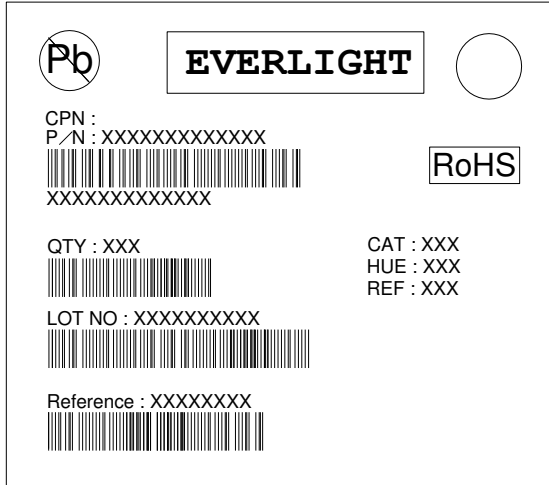 Pb
EVERLIGHT
CPN :
P/N : XXXXXXXXXXXXX
RoHS
XXXXXXXXXXXXX
QTY : XXX
CAT : XXX
HUE : XXX
REF : XXX
LOT NO : XXXXXXXXXX
Reference : XXXXXXXX